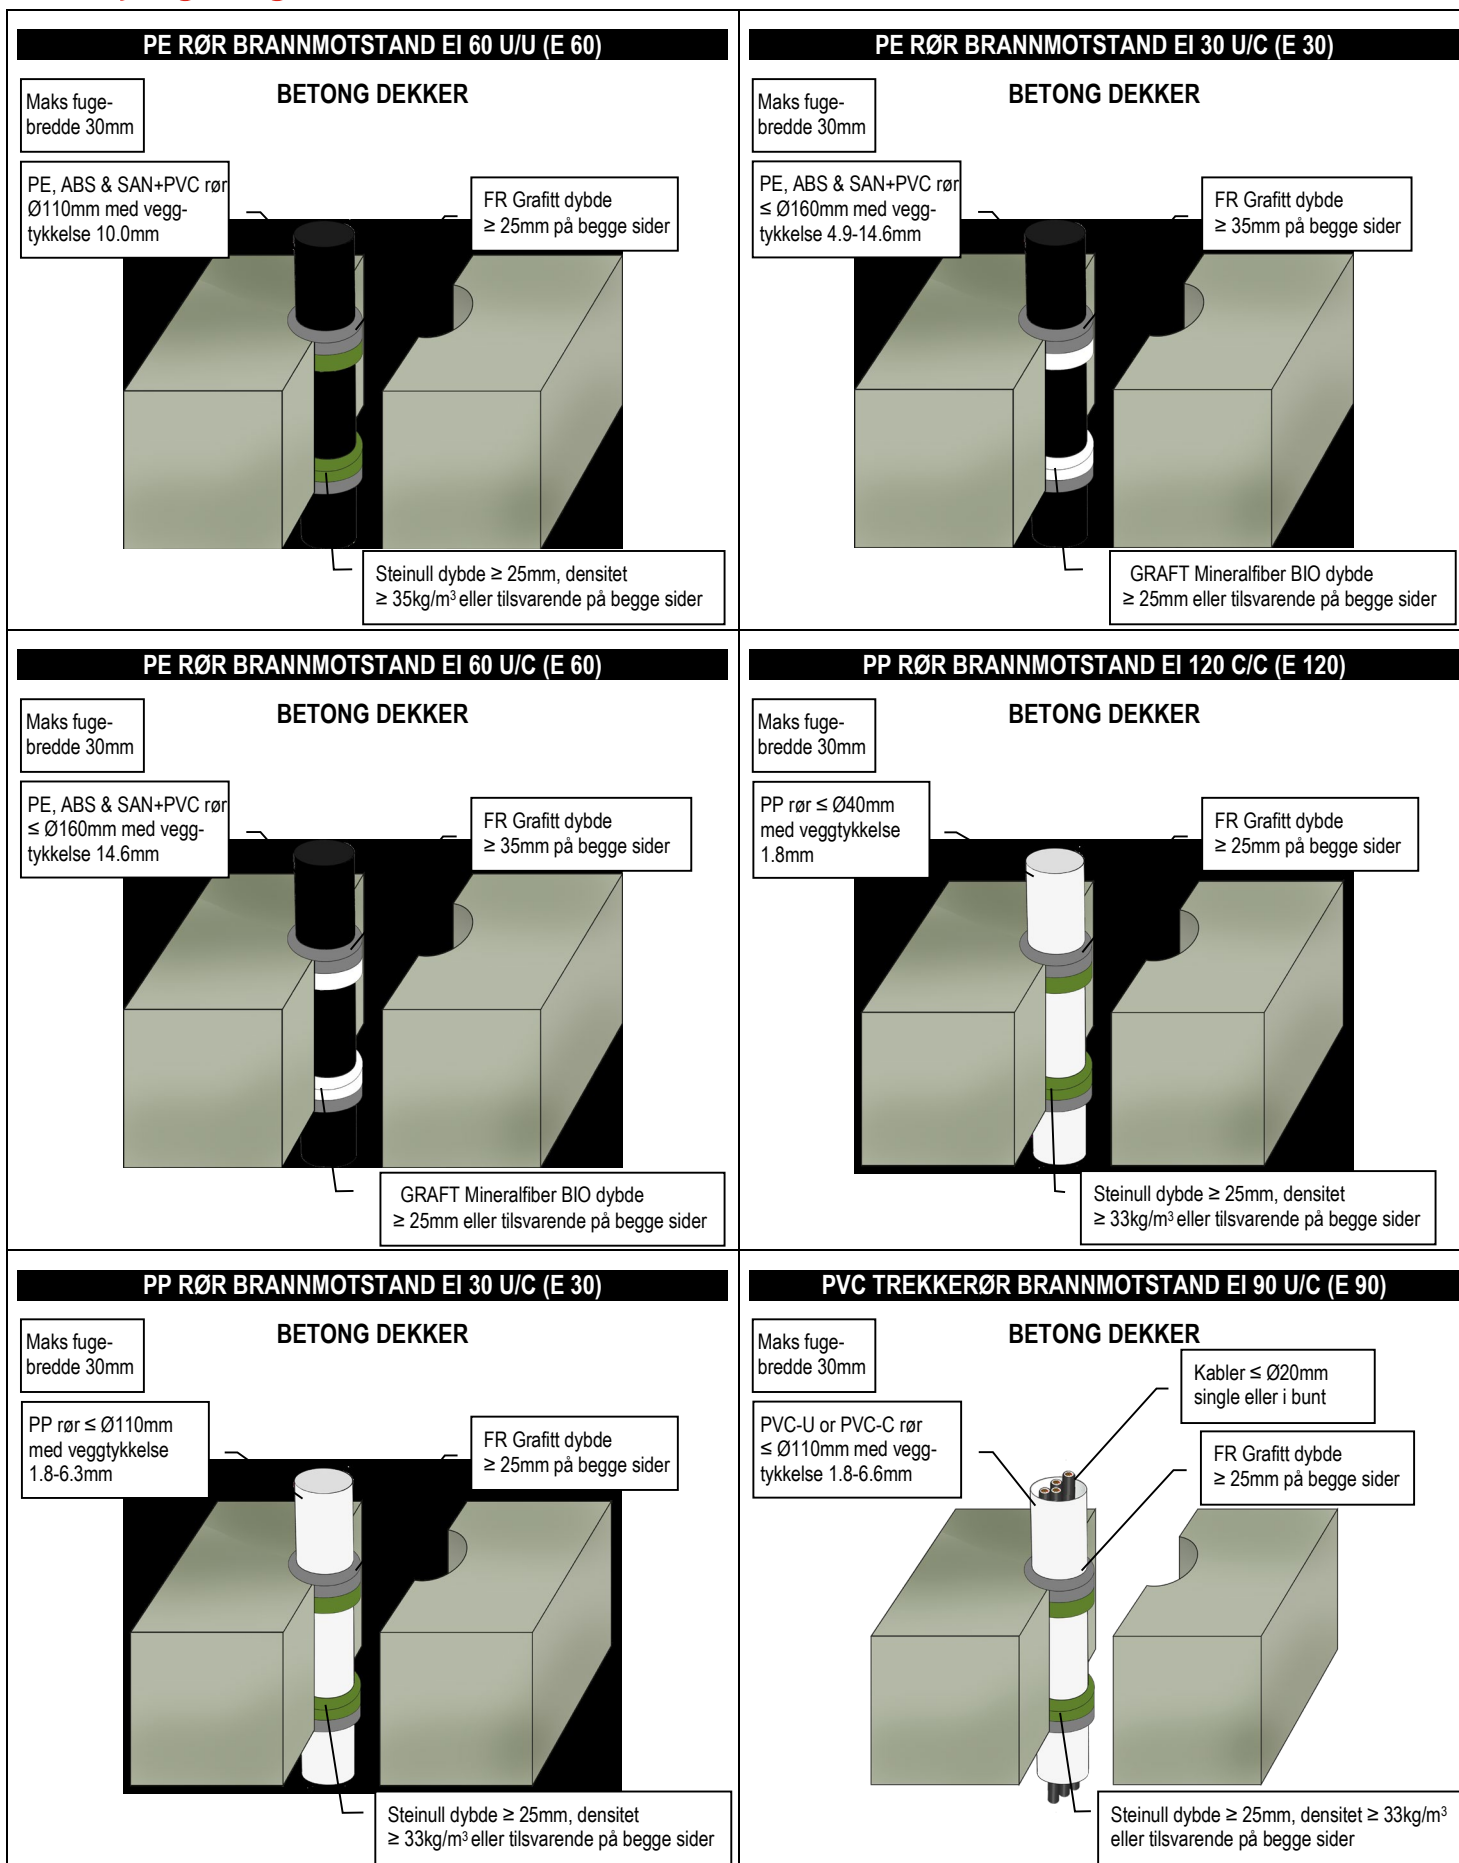 PE RØR BRANNMOTSTAND EI 60 U/U (E 60)
BETONG DEKKER
Maks fuge-
bredde 30mm
PE, ABS & SAN+PVC rør
Ø110mm med vegg-
tykkelse 10.0mm
FR Grafitt dybde
≥ 25mm på begge sider
Steinull dybde ≥ 25mm, densitet
≥ 35kg/m³ eller tilsvarende på begge sider
PE RØR BRANNMOTSTAND EI 30 U/C (E 30)
BETONG DEKKER
Maks fuge-
bredde 30mm
PE, ABS & SAN+PVC rør
≤ Ø160mm med vegg-
tykkelse 4.9-14.6mm
FR Grafitt dybde
≥ 35mm på begge sider
GRAFT Mineralfiber BIO dybde
≥ 25mm eller tilsvarende på begge sider
PE RØR BRANNMOTSTAND EI 60 U/C (E 60)
BETONG DEKKER
Maks fuge-
bredde 30mm
PE, ABS & SAN+PVC rør
≤ Ø160mm med vegg-
tykkelse 14.6mm
FR Grafitt dybde
≥ 35mm på begge sider
GRAFT Mineralfiber BIO dybde
≥ 25mm eller tilsvarende på begge sider
PP RØR BRANNMOTSTAND EI 120 C/C (E 120)
BETONG DEKKER
Maks fuge-
bredde 30mm
PP rør ≤ Ø40mm
med veggtykkelse
1.8mm
FR Grafitt dybde
≥ 25mm på begge sider
Steinull dybde ≥ 25mm, densitet
≥ 33kg/m³ eller tilsvarende på begge sider
PP RØR BRANNMOTSTAND EI 30 U/C (E 30)
BETONG DEKKER
Maks fuge-
bredde 30mm
PP rør ≤ Ø110mm
med veggtykkelse
1.8-6.3mm
FR Grafitt dybde
≥ 25mm på begge sider
Steinull dybde ≥ 25mm, densitet
≥ 33kg/m³ eller tilsvarende på begge sider
PVC TREKKERØR BRANNMOTSTAND EI 90 U/C (E 90)
BETONG DEKKER
Maks fuge-
bredde 30mm
Kabler ≤ Ø20mm
single eller i bunt
PVC-U or PVC-C rør
≤ Ø110mm med vegg-
tykkelse 1.8-6.6mm
FR Grafitt dybde
≥ 25mm på begge sider
Steinull dybde ≥ 25mm, densitet ≥ 33kg/m³
eller tilsvarende på begge sider